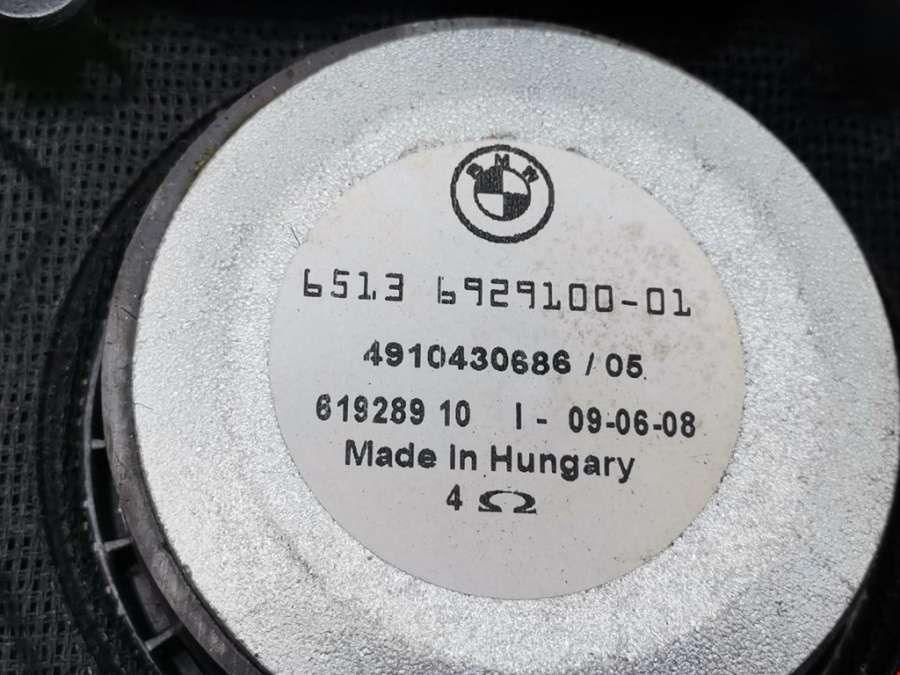 BMW
6513 6929100-01
4910430686 / 05
619289 10 I - 09-06-08
Made In Hungary
4 Ω